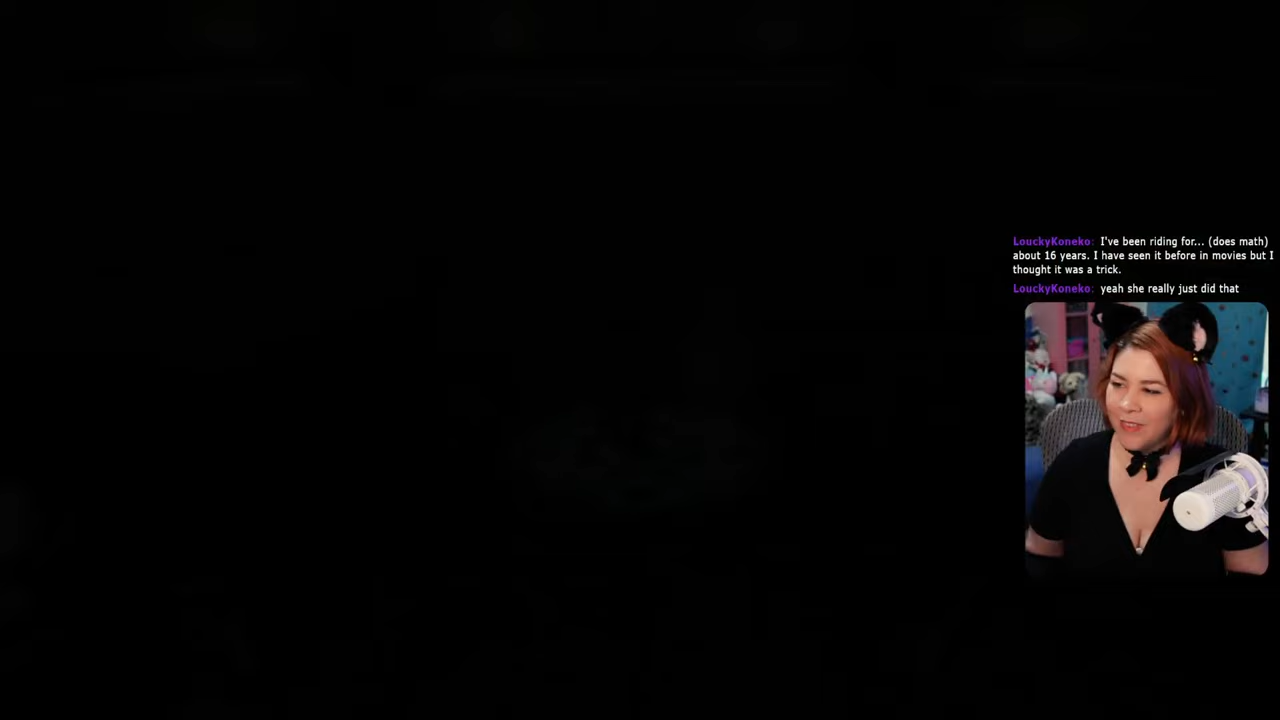 LouckyKoneko: I've been riding for... (does math)
about 16 years. I have seen it before in movies but I
thought it was a trick.
LouckyKoneko: yeah she really just did that